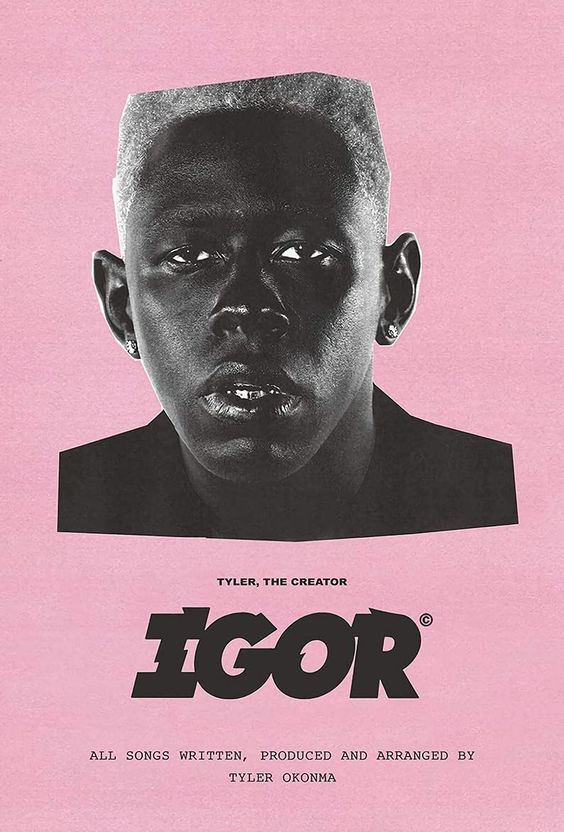 TYLER, THE CREATOR
IGOR©
ALL SONGS WRITTEN, PRODUCED AND ARRANGED BY
TYLER OKONMA